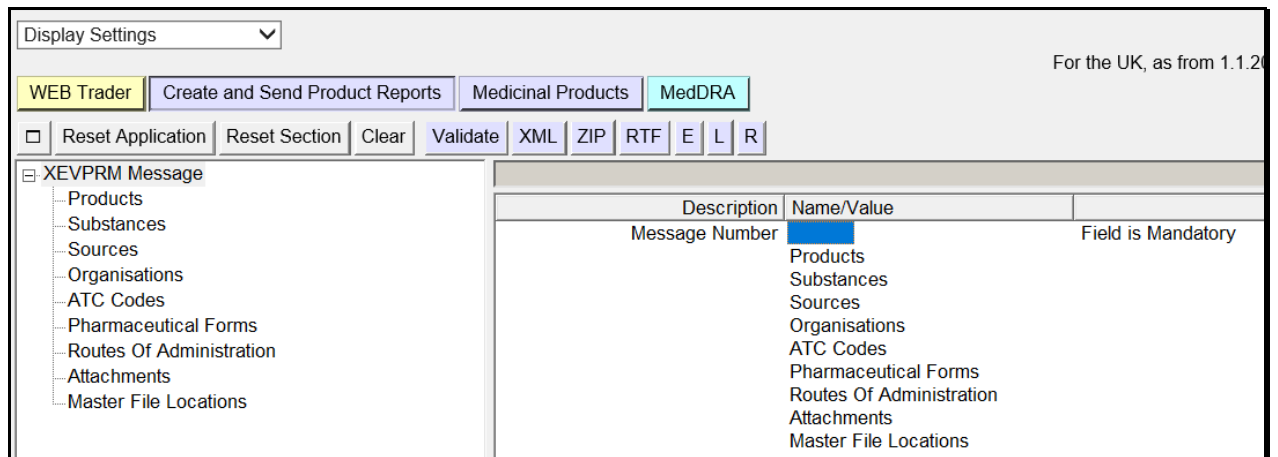 Display Settings
For the UK, as from 1.1.20
WEB Trader Create and Send Product Reports Medicinal Products MedDRA
Reset Application Reset Section Clear Validate XML ZIP RTF E L R
XEVPRM Message
Products
Substances
Sources
Organisations
ATC Codes
Pharmaceutical Forms
Routes Of Administration
Attachments
Master File Locations
Description Name/Value
Message Number Field is Mandatory
Products
Substances
Sources
Organisations
ATC Codes
Pharmaceutical Forms
Routes Of Administration
Attachments
Master File Locations